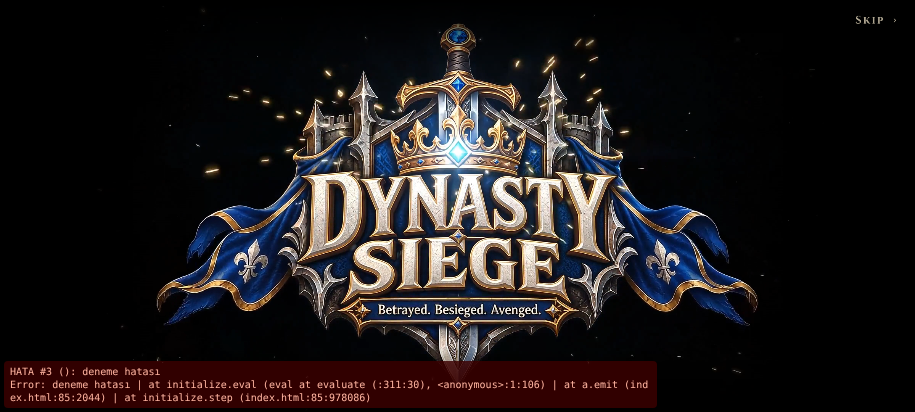 SKIP ›
DYNASTY
SIEGE
Betrayed. Besieged. Avenged.
HATA #3 (): deneme hatası
Error: deneme hatası | at initialize.eval (eval at evaluate (:311:30), <anonymous>:1:106) | at a.emit (ind
ex.html:85:2044) | at initialize.step (index.html:85:978086)